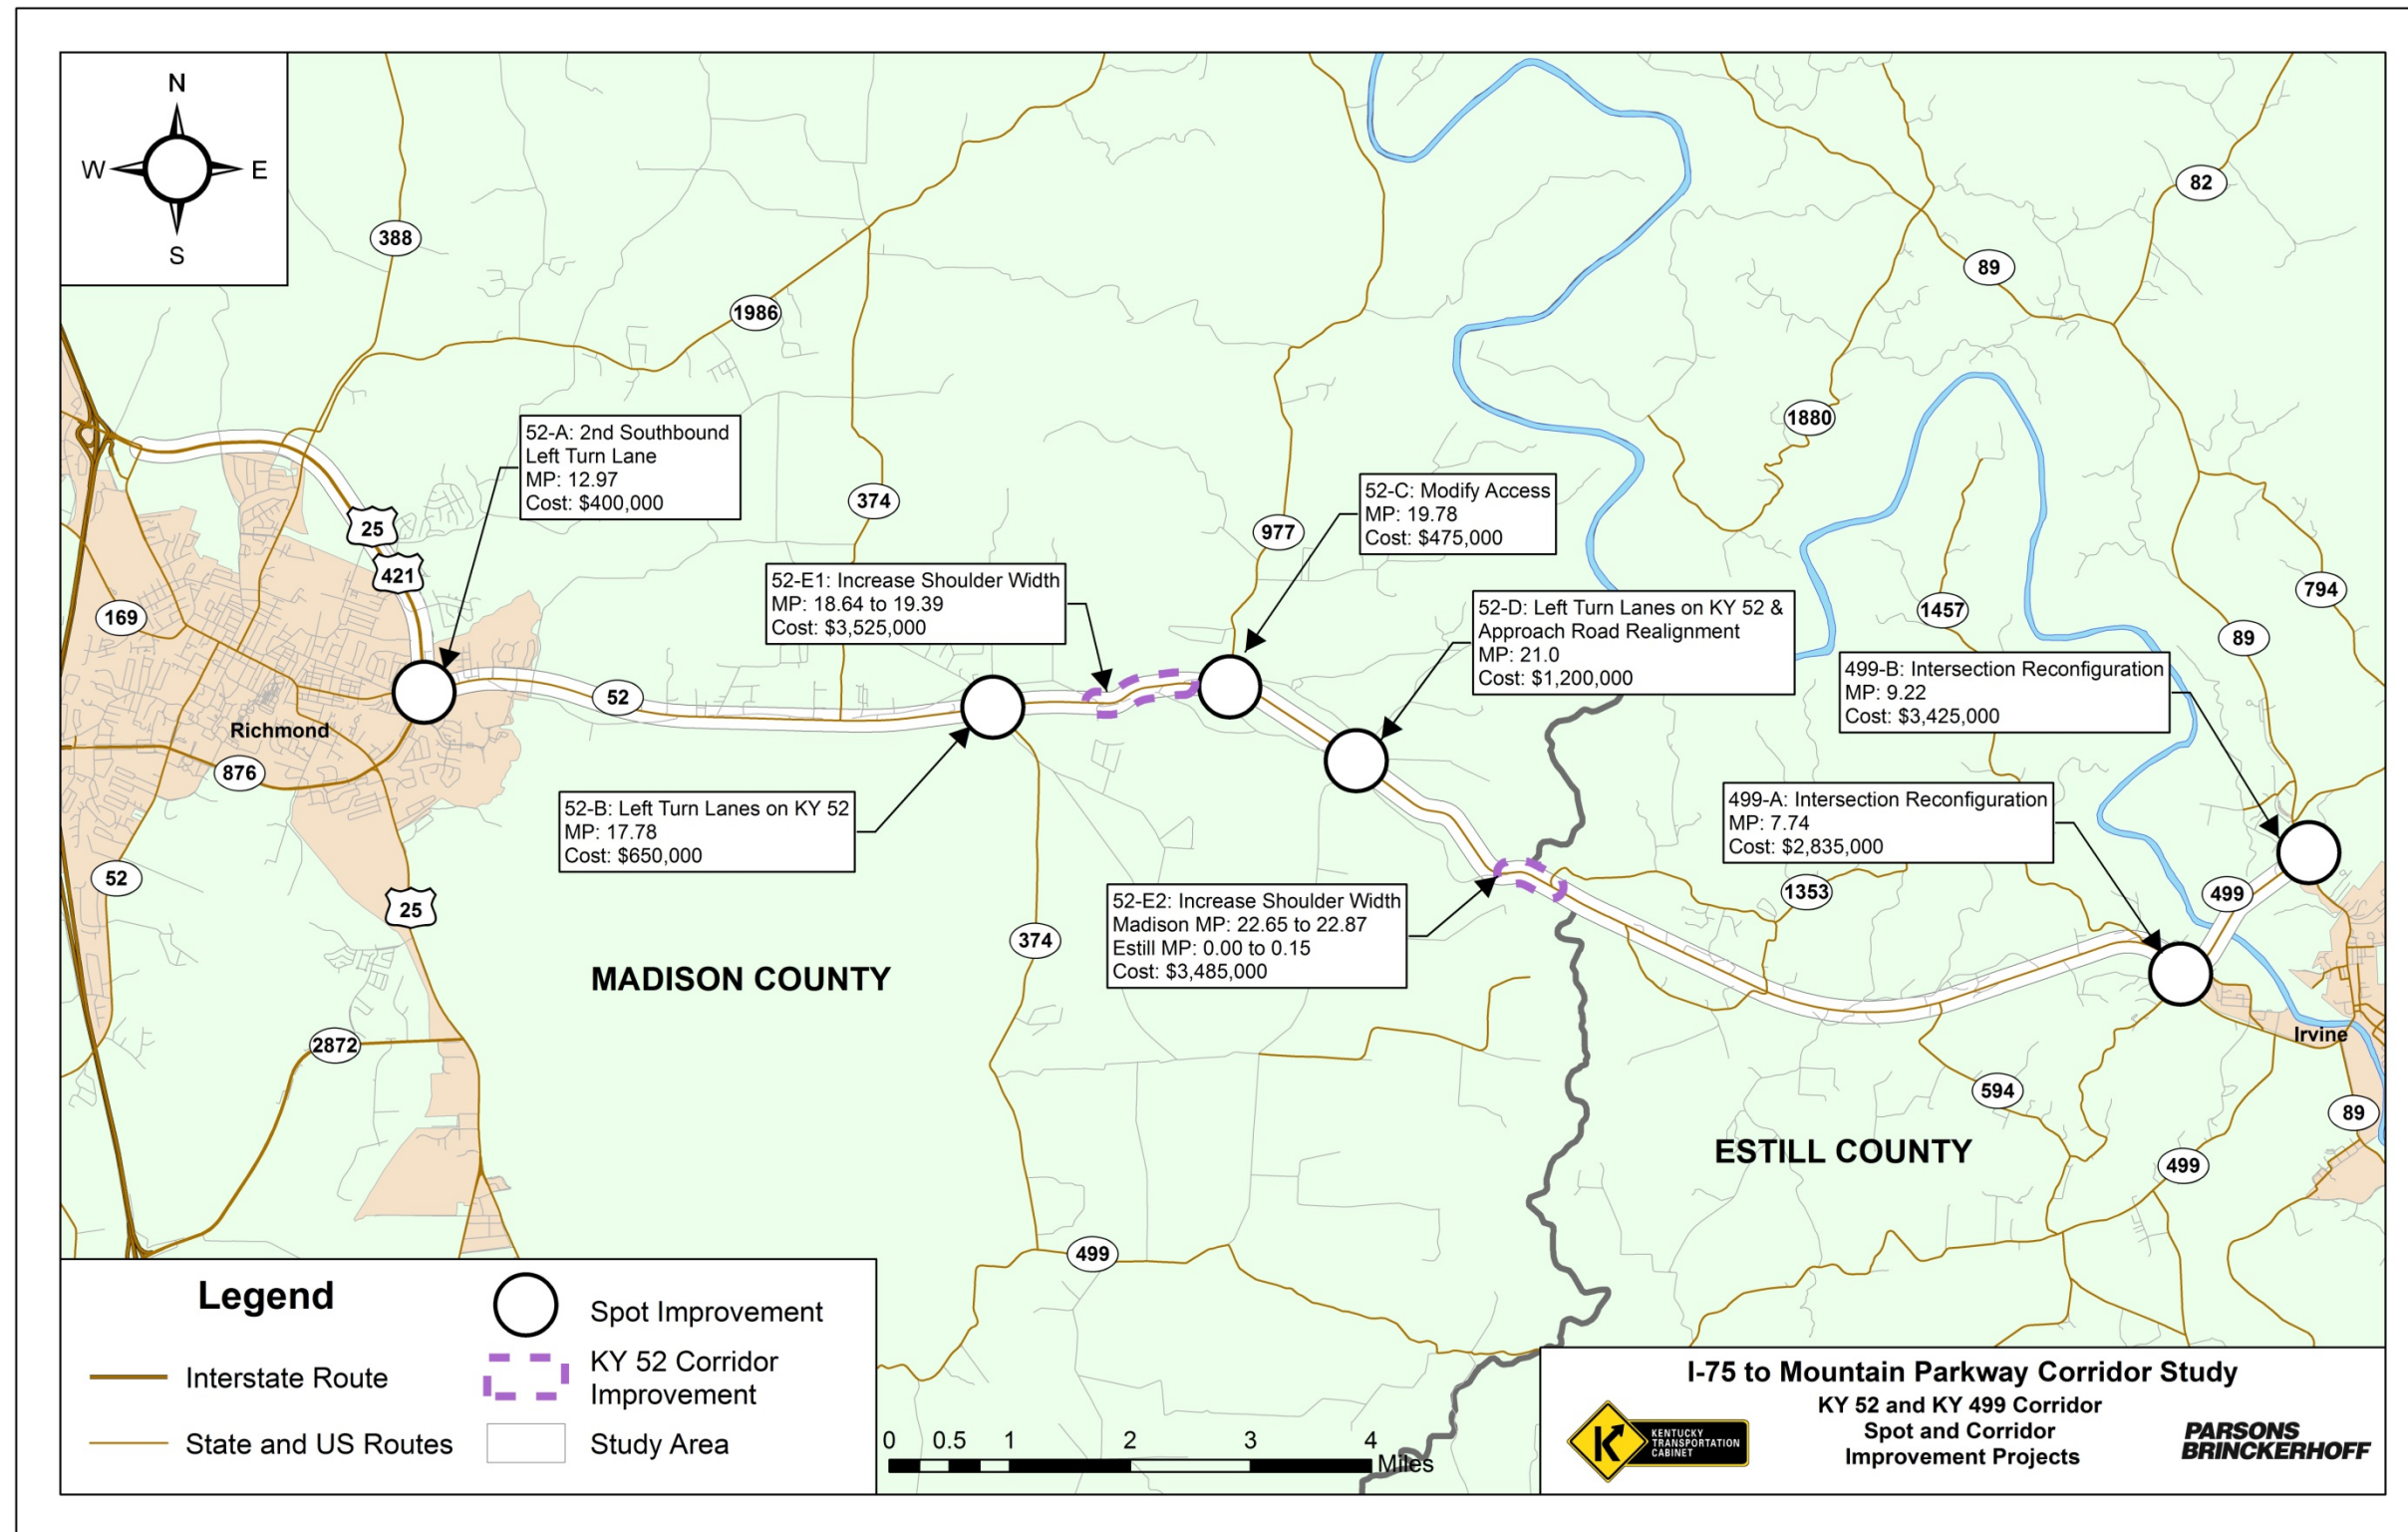 N
W
E
S
388
1986
82
89
25
421
169
52
876
52
25
2872
374
374
977
1880
1457
794
89
1353
499
594
499
89
499
Richmond
Irvine
MADISON COUNTY
ESTILL COUNTY
52-A: 2nd Southbound
Left Turn Lane
MP: 12.97
Cost: $400,000
52-E1: Increase Shoulder Width
MP: 18.64 to 19.39
Cost: $3,525,000
52-C: Modify Access
MP: 19.78
Cost: $475,000
52-D: Left Turn Lanes on KY 52 &
Approach Road Realignment
MP: 21.0
Cost: $1,200,000
499-B: Intersection Reconfiguration
MP: 9.22
Cost: $3,425,000
52-B: Left Turn Lanes on KY 52
MP: 17.78
Cost: $650,000
499-A: Intersection Reconfiguration
MP: 7.74
Cost: $2,835,000
52-E2: Increase Shoulder Width
Madison MP: 22.65 to 22.87
Estill MP: 0.00 to 0.15
Cost: $3,485,000
Legend
Interstate Route
State and US Routes
Spot Improvement
KY 52 Corridor
Improvement
Study Area
0 0.5 1 2 3 4
Miles
I-75 to Mountain Parkway Corridor Study
KY 52 and KY 499 Corridor
Spot and Corridor
Improvement Projects
K
KENTUCKY
TRANSPORTATION
CABINET
PARSONS
BRINCKERHOFF